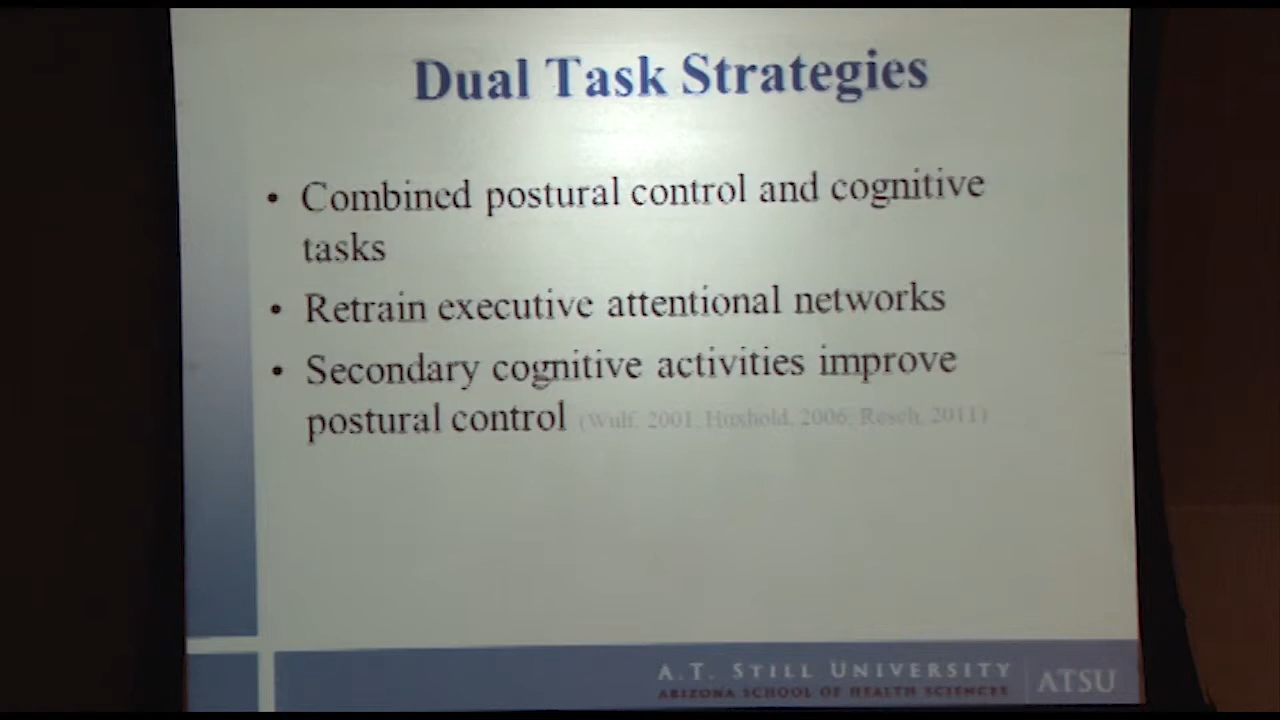 Dual Task Strategies
• Combined postural control and cognitive
tasks
• Retrain executive attentional networks
• Secondary cognitive activities improve
postural control (Wulf, 2001; Huxhold, 2006; Resch, 2011)
A.T. STILL UNIVERSITY
ARIZONA SCHOOL OF HEALTH SCIENCES
ATSU